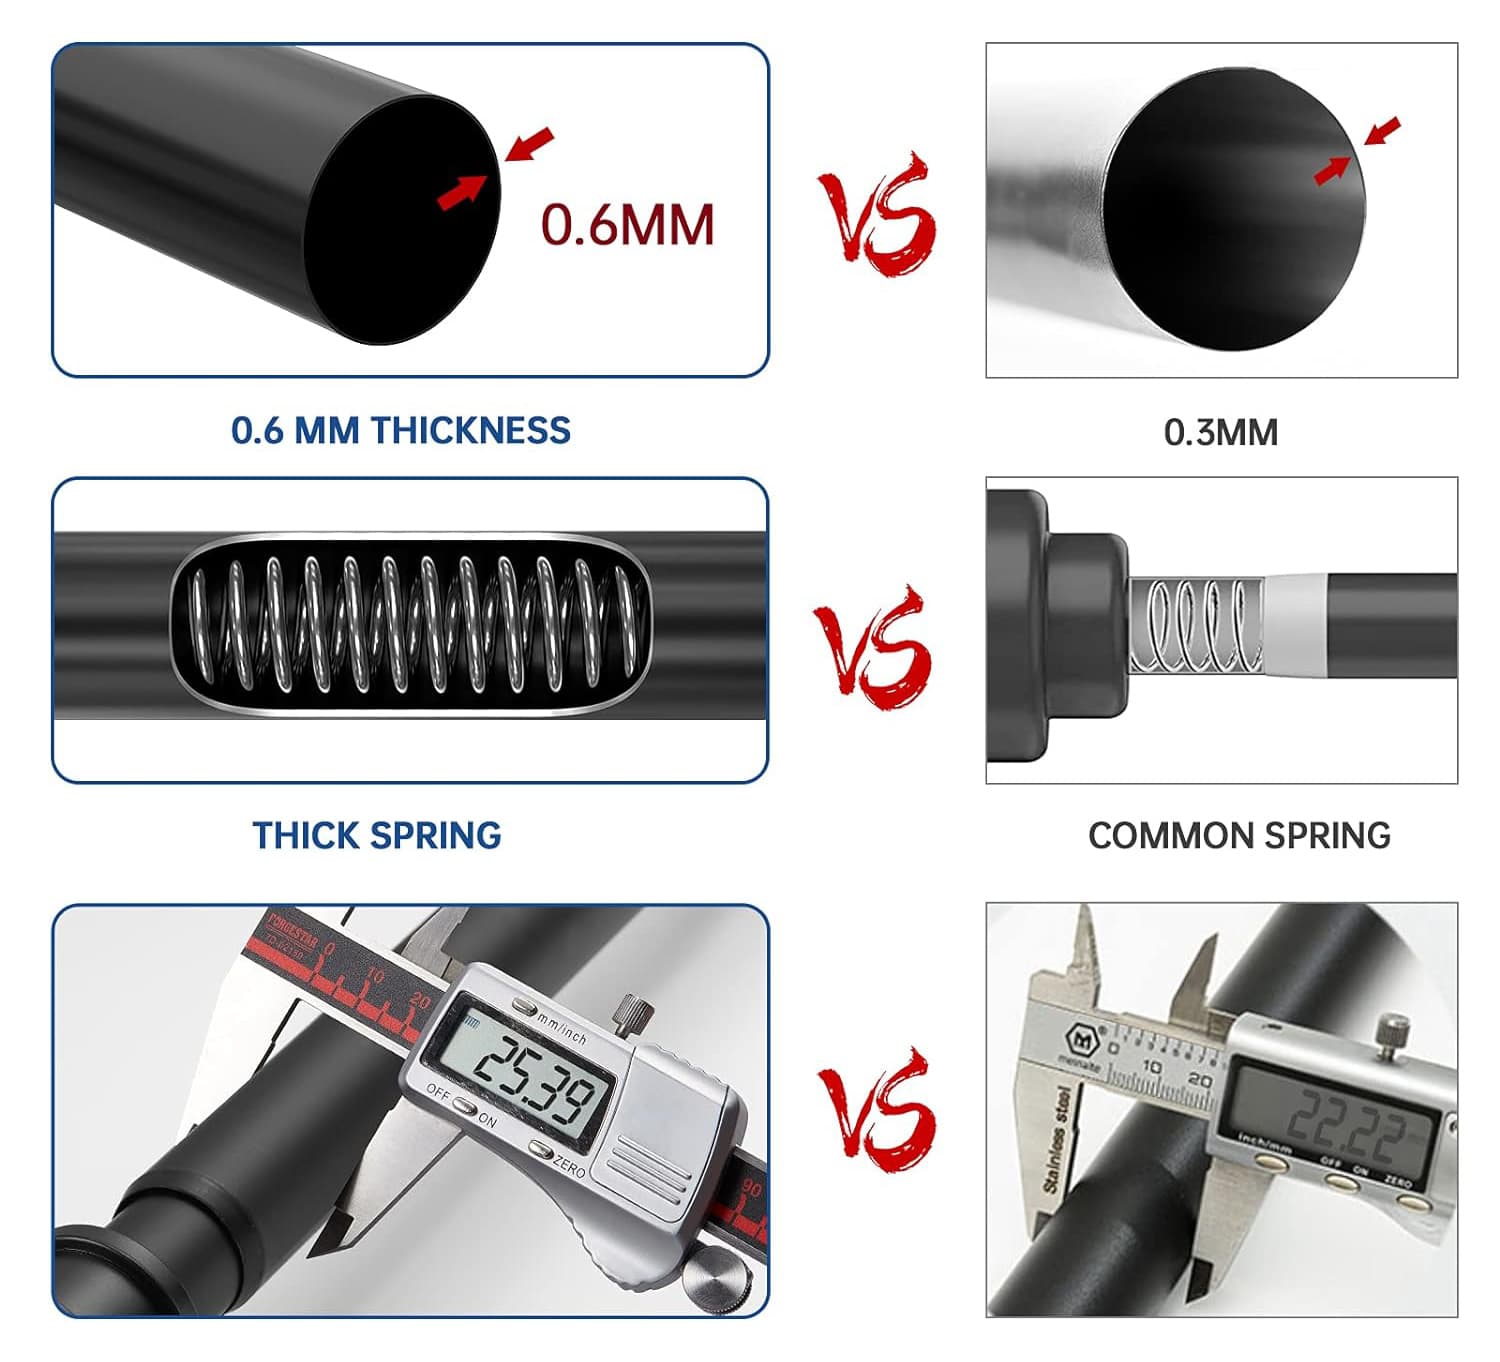 0.6MM
VS
0.6 MM THICKNESS
0.3MM
VS
THICK SPRING
COMMON SPRING
FORGESTAR
0 10 20
mm/inch
mm
25.39
OFF ON
ZERO
90
VS
M®
meinaite
0 10 20
Stainless steel
22.22
inch/mm OFF ON ZERO